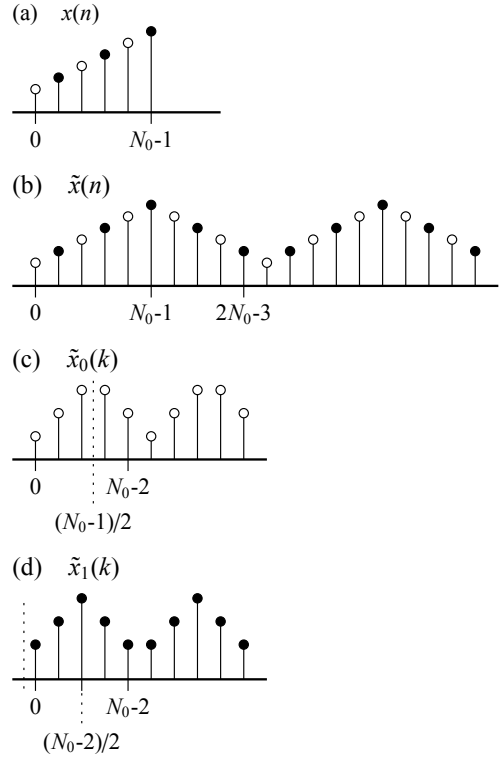 (a) x(n)
0 N₀-1
(b) x̃(n)
0 N₀-1 2N₀-3
(c) x̃₀(k)
0 N₀-2
(N₀-1)/2
(d) x̃₁(k)
0 N₀-2
(N₀-2)/2